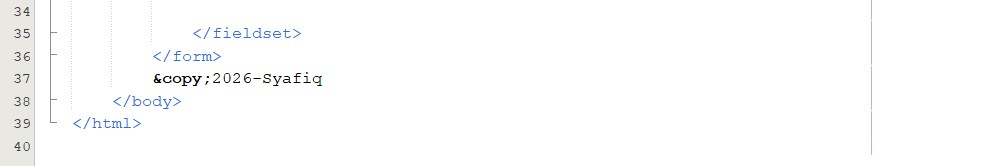 34
35 </fieldset>
36 </form>
37 &copy;2026-Syafiq
38 </body>
39 </html>
40